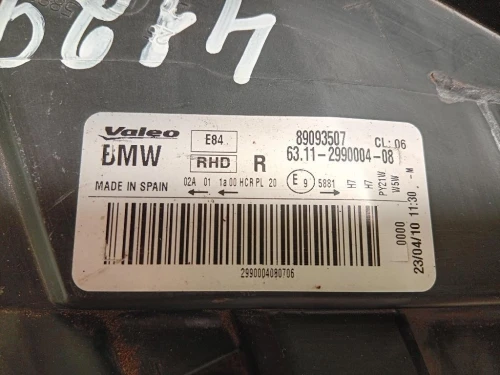 4129
Valeo E84 89093507 CL: 06
BMW RHD R 63.11-2990004-08
MADE IN SPAIN 02A 01 1a 00 HCR PL 20 E 9 5881 H7 H7 PY21W W5W -M
0000 23/04/10 11:30
2990004080706